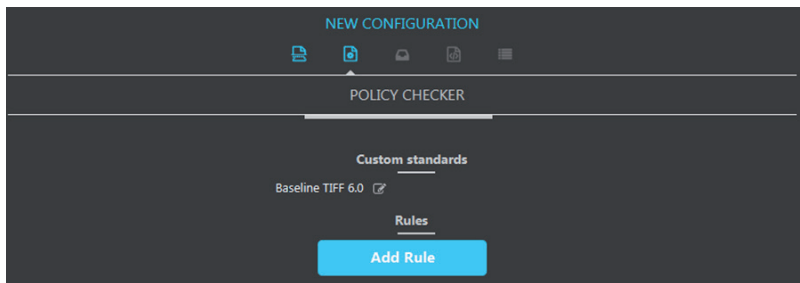 NEW CONFIGURATION
POLICY CHECKER
Custom standards
Baseline TIFF 6.0
Rules
Add Rule